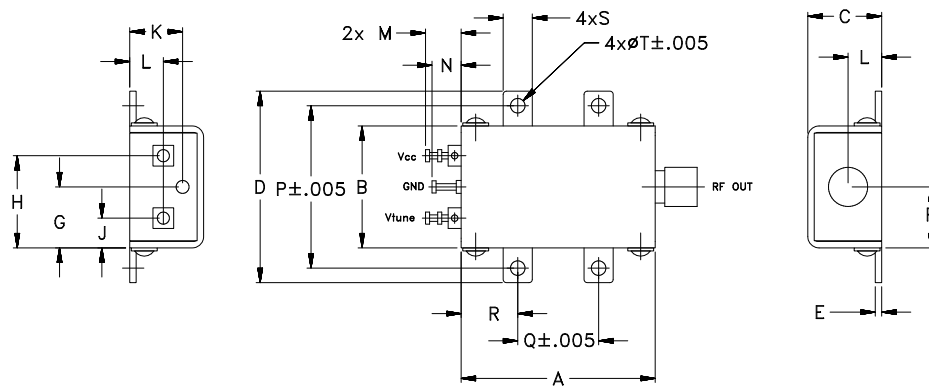 2x M
4xS
4xøT±.005
N
K
L
C
L
Vcc
GND
Vtune
RF OUT
H
G
J
D
P±.005
B
R
Q±.005
A
E